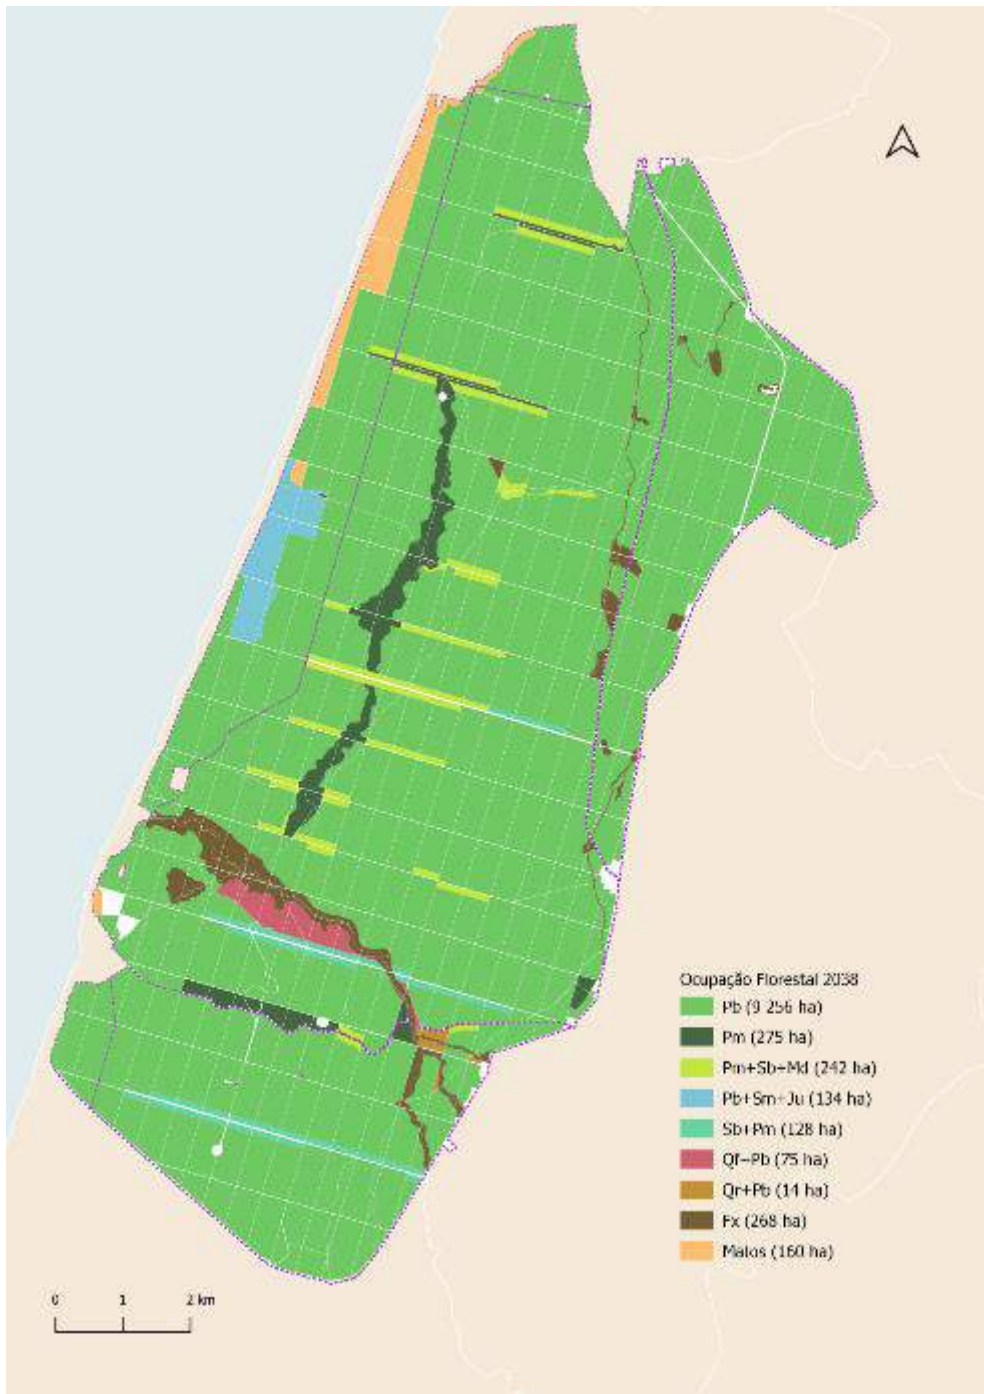 Ocupação Florestal 2038
Pb (9 256 ha)
Pm (275 ha)
Pm+Sb+Md (242 ha)
Pb+Sm+Ju (134 ha)
Sb+Pm (128 ha)
Qf+Pb (75 ha)
Qr+Pb (14 ha)
Fx (268 ha)
Matos (160 ha)
0 1 2 km